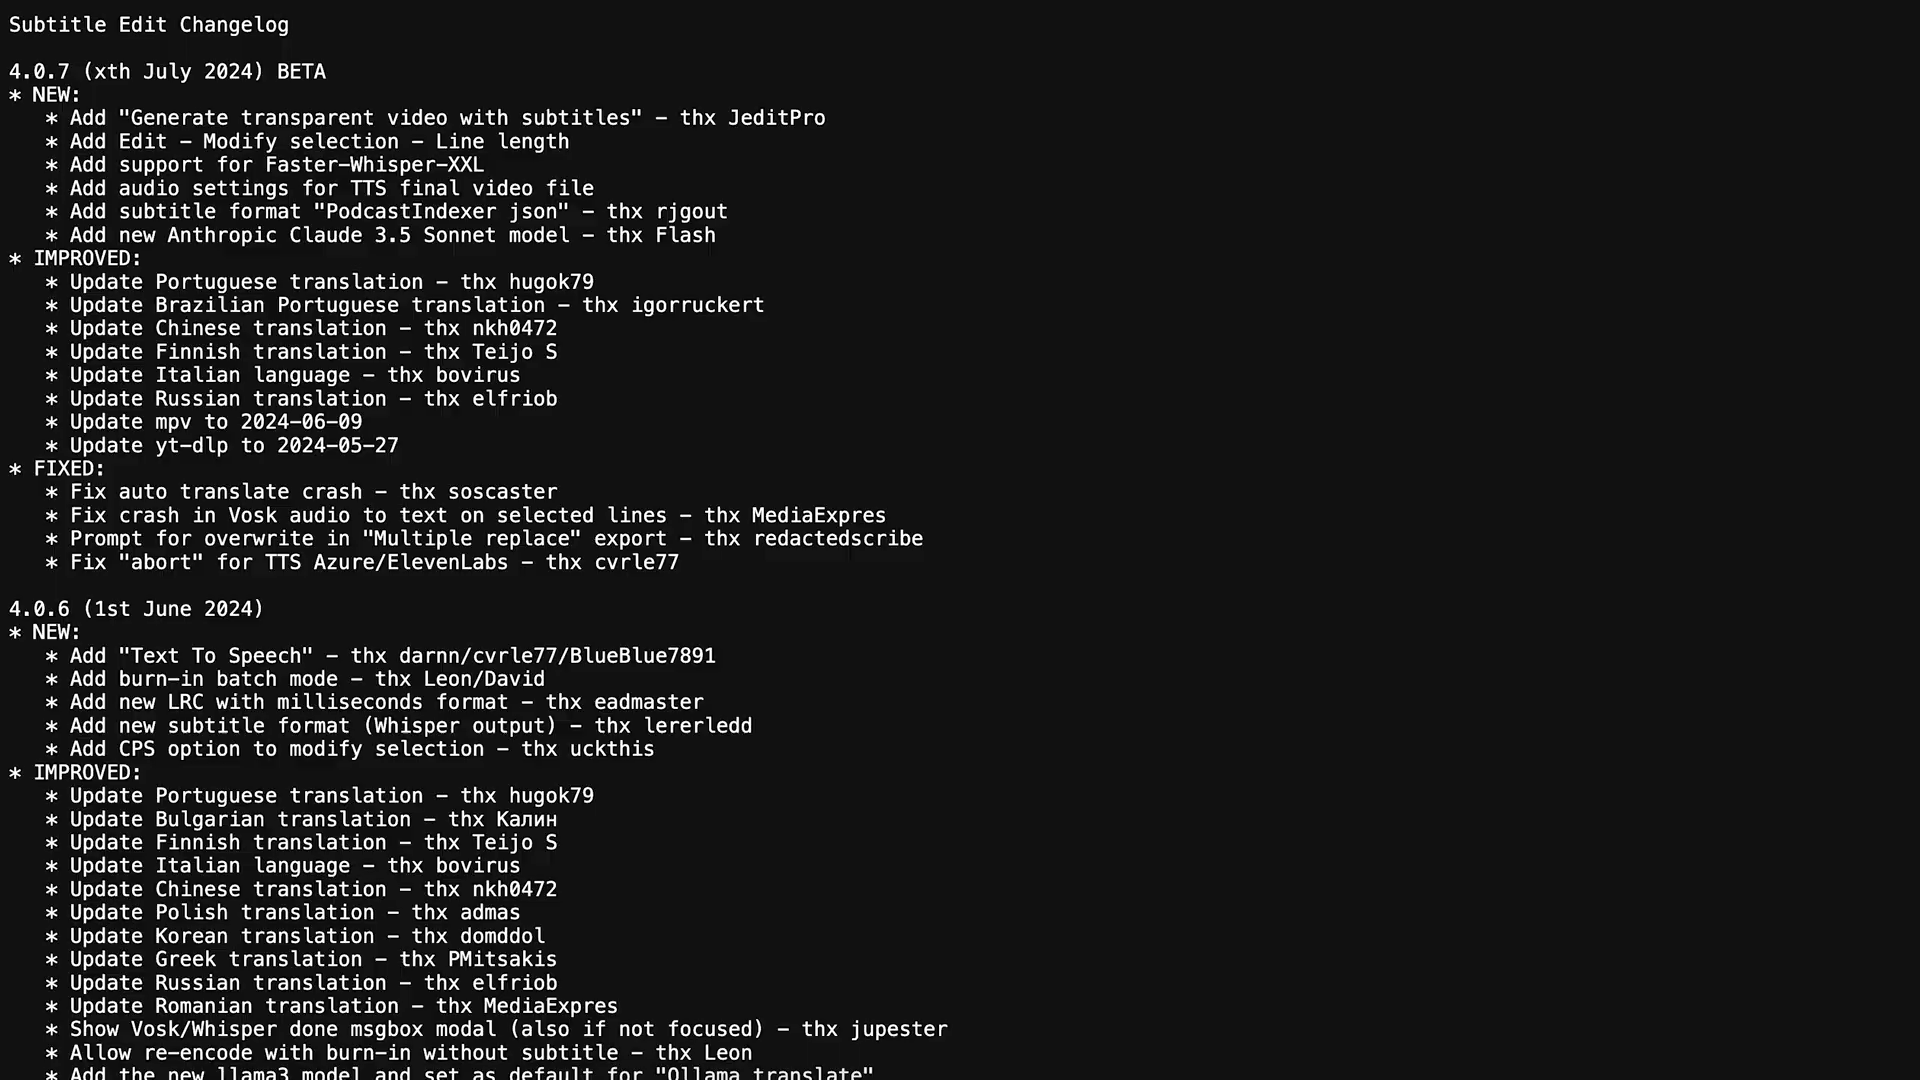 Subtitle Edit Changelog
4.0.7 (xth July 2024) BETA
* NEW:
* Add "Generate transparent video with subtitles" - thx JeditPro
* Add Edit - Modify selection - Line length
* Add support for Faster-Whisper-XXL
* Add audio settings for TTS final video file
* Add subtitle format "PodcastIndexer json" - thx rjgout
* Add new Anthropic Claude 3.5 Sonnet model - thx Flash
* IMPROVED:
* Update Portuguese translation - thx hugok79
* Update Brazilian Portuguese translation - thx igorruckert
* Update Chinese translation - thx nkh0472
* Update Finnish translation - thx Teijo S
* Update Italian language - thx bovirus
* Update Russian translation - thx elfriob
* Update mpv to 2024-06-09
* Update yt-dlp to 2024-05-27
* FIXED:
* Fix auto translate crash - thx soscaster
* Fix crash in Vosk audio to text on selected lines - thx MediaExpres
* Prompt for overwrite in "Multiple replace" export - thx redactedscribe
* Fix "abort" for TTS Azure/ElevenLabs - thx cvrle77
4.0.6 (1st June 2024)
* NEW:
* Add "Text To Speech" - thx darnn/cvrle77/BlueBlue7891
* Add burn-in batch mode - thx Leon/David
* Add new LRC with milliseconds format - thx eadmaster
* Add new subtitle format (Whisper output) - thx lererledd
* Add CPS option to modify selection - thx uckthis
* IMPROVED:
* Update Portuguese translation - thx hugok79
* Update Bulgarian translation - thx Калин
* Update Finnish translation - thx Teijo S
* Update Italian language - thx bovirus
* Update Chinese translation - thx nkh0472
* Update Polish translation - thx admas
* Update Korean translation - thx domddol
* Update Greek translation - thx PMitsakis
* Update Russian translation - thx elfriob
* Update Romanian translation - thx MediaExpres
* Show Vosk/Whisper done msgbox modal (also if not focused) - thx jupester
* Allow re-encode with burn-in without subtitle - thx Leon
* Add the new llama3 model and set as default for "Ollama translate"